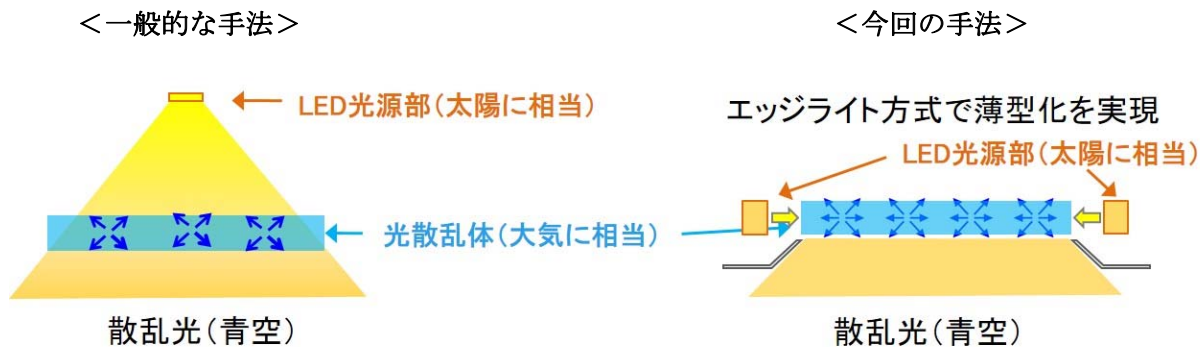 ＜一般的な手法＞
LED光源部(太陽に相当)
光散乱体(大気に相当)
散乱光(青空)
＜今回の手法＞
エッジライト方式で薄型化を実現
LED光源部(太陽に相当)
散乱光(青空)